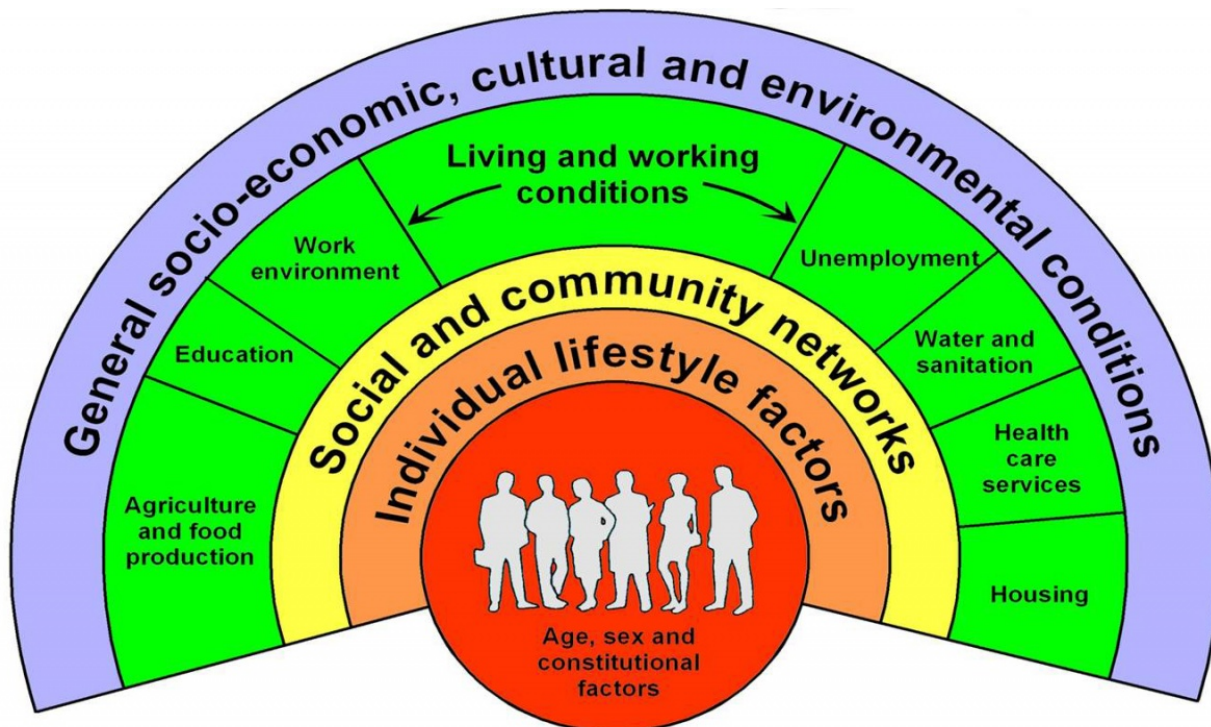 General socio-economic, cultural and environmental conditions
Living and working
conditions
Work
environment
Unemployment
Education
Water and
sanitation
Agriculture
and food
production
Health
care
services
Housing
Social and community networks
Individual lifestyle factors
Age, sex and
constitutional
factors